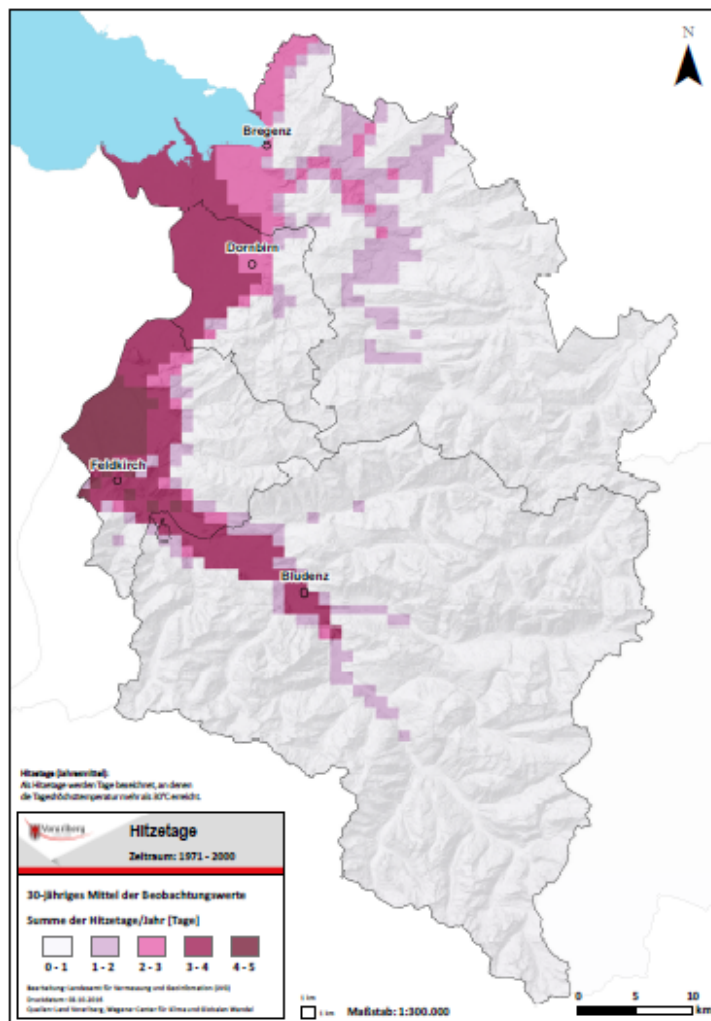 N
Bregenz
Dornbirn
Feldkirch
Bludenz
Hitzetage (Jahresmittel):
Als Hitzetage werden Tage bezeichnet, an denen
die Tageshöchsttemperatur mehr als 30°C erreicht.
Vorarlberg
Hitzetage
Zeitraum: 1971 - 2000
30-jähriges Mittel der Beobachtungswerte
Summe der Hitzetage/Jahr [Tage]
0 - 1 1 - 2 2 - 3 3 - 4 4 - 5
Bearbeitung: Landesamt für Vermessung und Geoinformation (LVG)
Quellen: Land Vorarlberg, Wegener Center für Klima und Globalen Wandel
1 km
1 km
Maßstab: 1:300.000
0 5 10
km